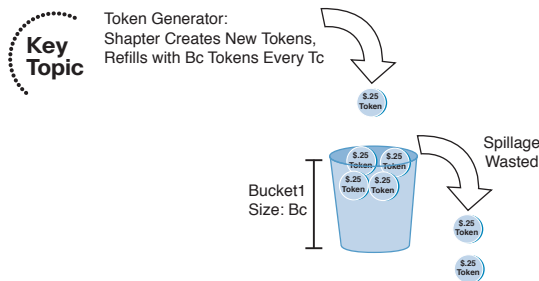 Key
Topic
Token Generator:
Shapter Creates New Tokens,
Refills with Bc Tokens Every Tc
$.25
Token
$.25
Token
$.25
Token
$.25
Token
$.25
Token
Bucket1
Size: Bc
Spillage
Wasted
$.25
Token
$.25
Token